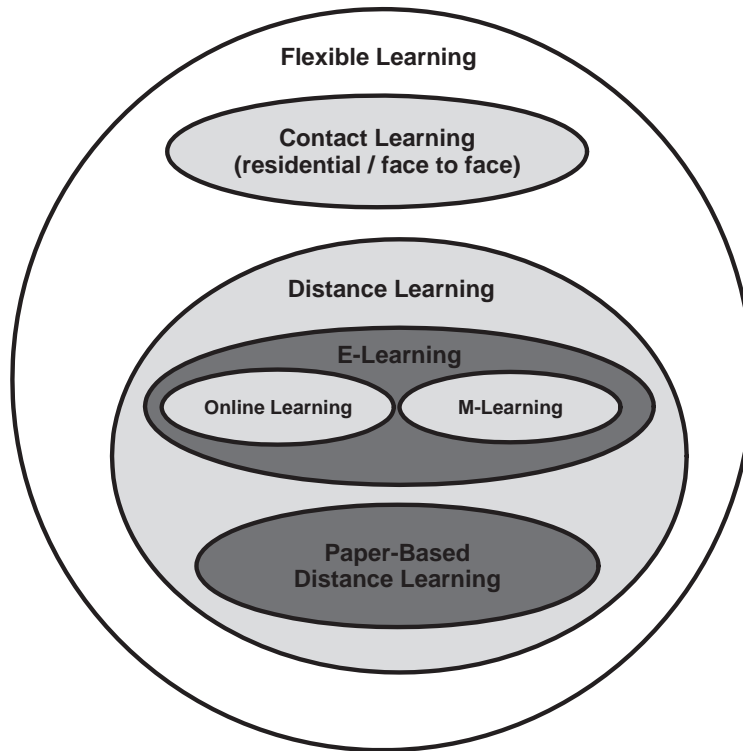 Flexible Learning
Contact Learning
(residential / face to face)
Distance Learning
E-Learning
Online Learning
M-Learning
Paper-Based
Distance Learning